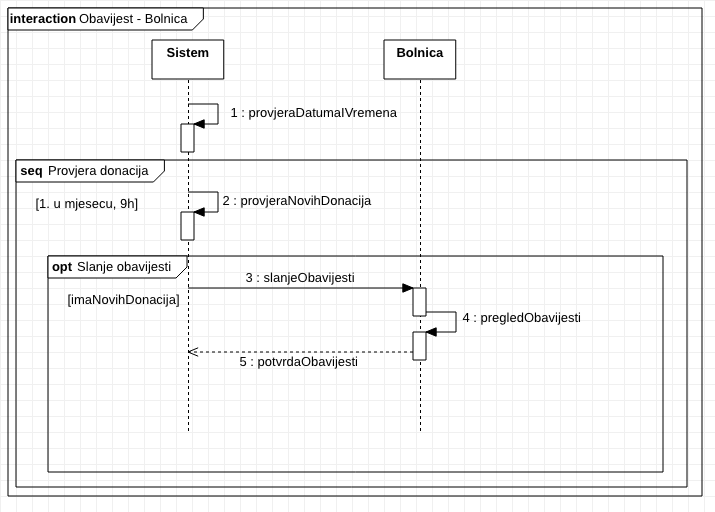 interaction Obavijest - Bolnica
Sistem
Bolnica
1 : provjeraDatumaIVremena
seq Provjera donacija
[1. u mjesecu, 9h]
2 : provjeraNovihDonacija
opt Slanje obavijesti
3 : slanjeObavijesti
[imaNovihDonacija]
4 : pregledObavijesti
5 : potvrdaObavijesti